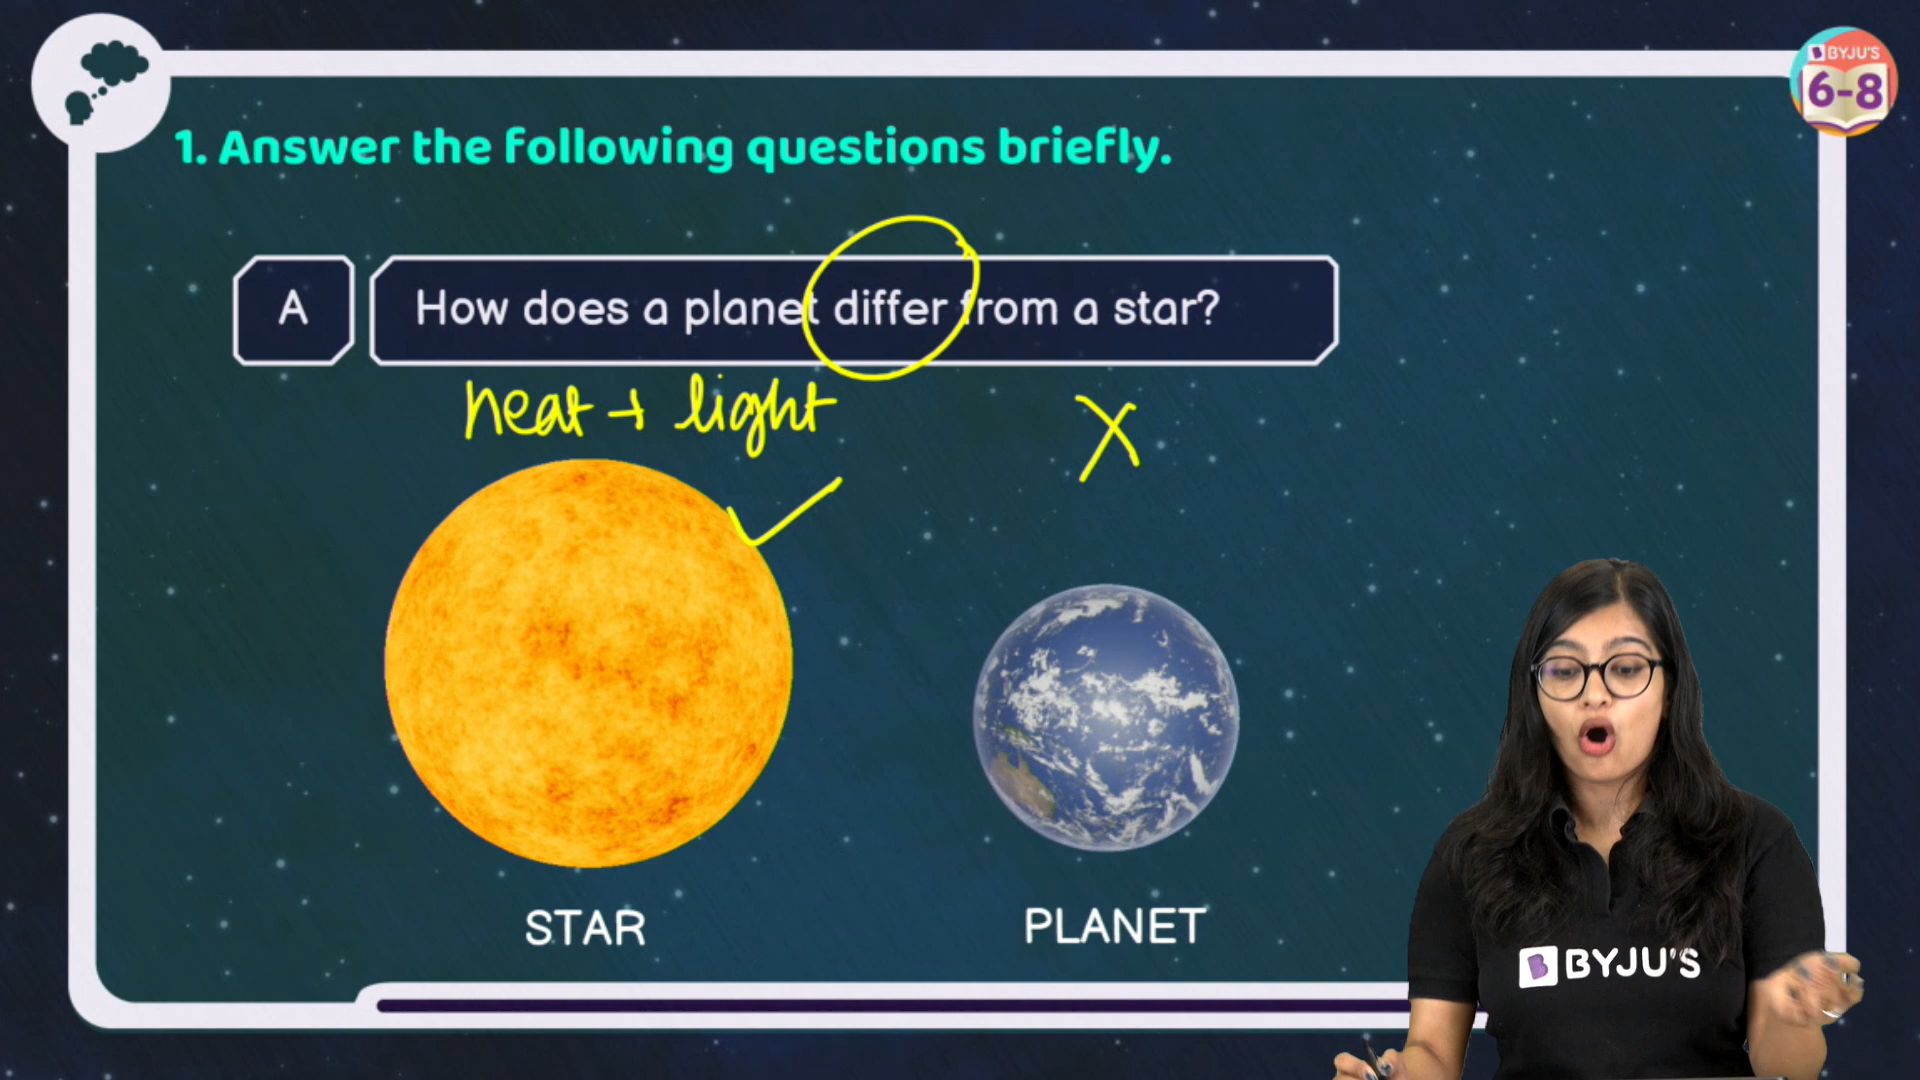 BYJU'S
6-8
1. Answer the following questions briefly.
A
How does a planet differ from a star?
heat + light
X
STAR
PLANET
BYJU'S